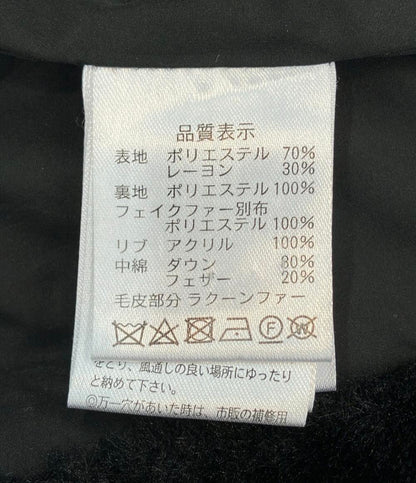 品質表示
表地 ポリエステル 70%
レーヨン 30%
裏地 ポリエステル 100%
フェイクファー別布
ポリエステル 100%
リブ アクリル 100%
中綿 ダウン 80%
フェザー 20%
毛皮部分 ラクーンファー
F W
をとり、風通しの良い場所にゆったり
と納めて下さい。
◎万一穴があいた時は、市販の補修用